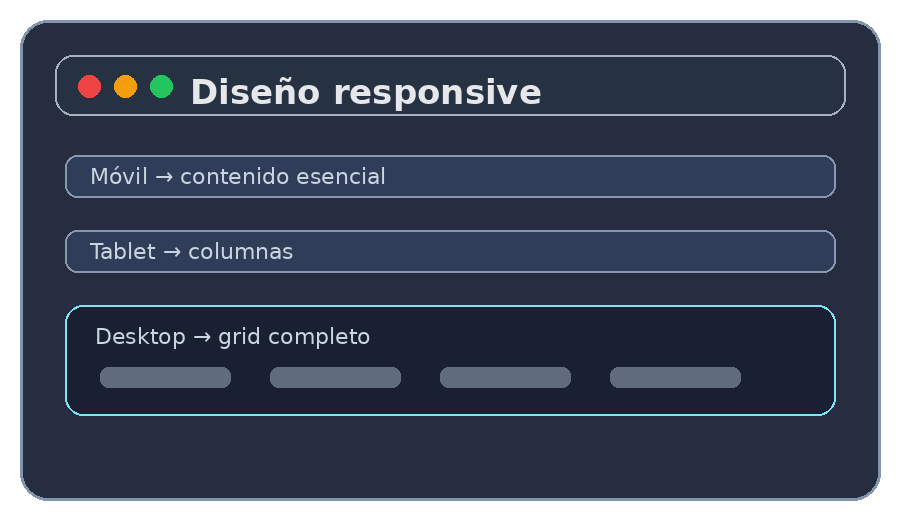 Diseño responsive
Móvil → contenido esencial
Tablet → columnas
Desktop → grid completo